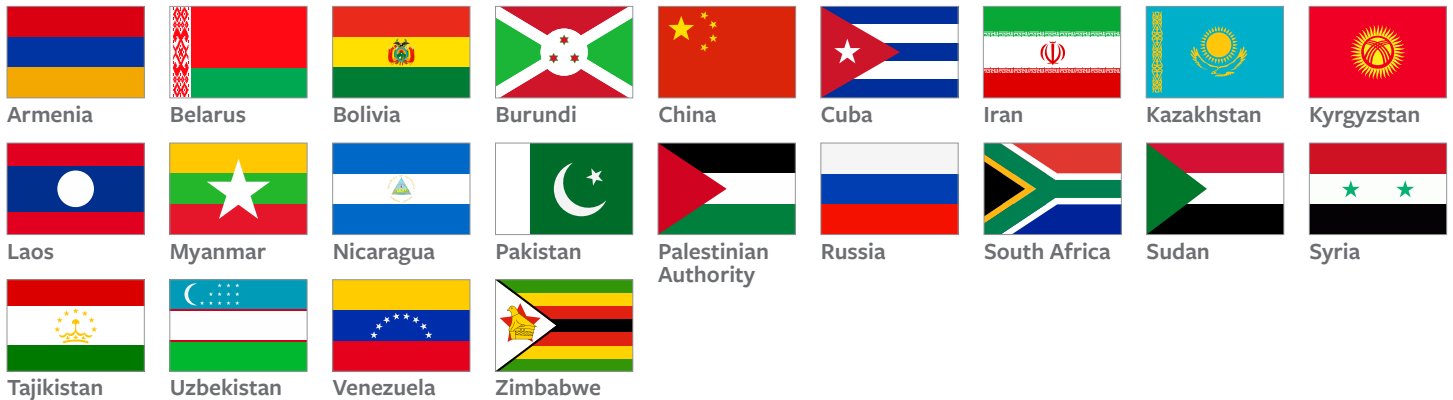 Armenia
Belarus
Bolivia
Burundi
China
Cuba
Iran
Kazakhstan
Kyrgyzstan
Laos
Myanmar
Nicaragua
Pakistan
Palestinian
Authority
Russia
South Africa
Sudan
Syria
Tajikistan
Uzbekistan
Venezuela
Zimbabwe